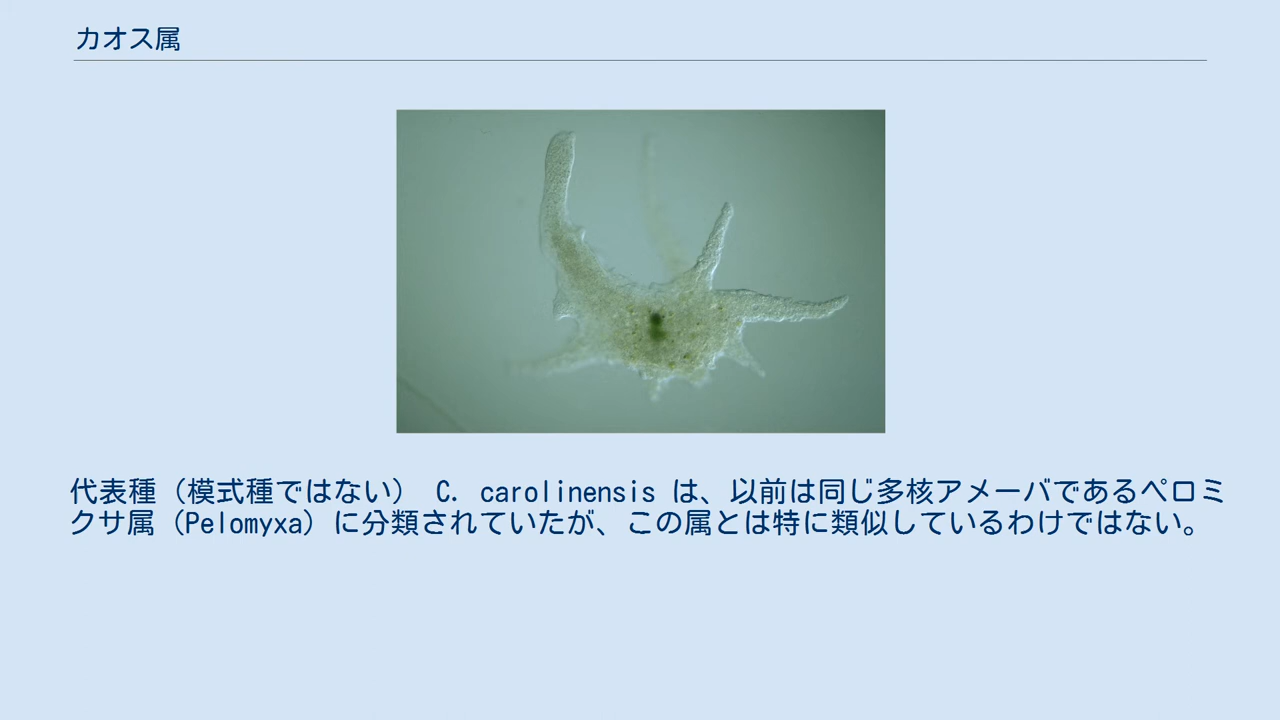 カオス属
代表種（模式種ではない） C. carolinensis は、以前は同じ多核アメーバであるペロミ
クサ属（Pelomyxa）に分類されていたが、この属とは特に類似しているわけではない。